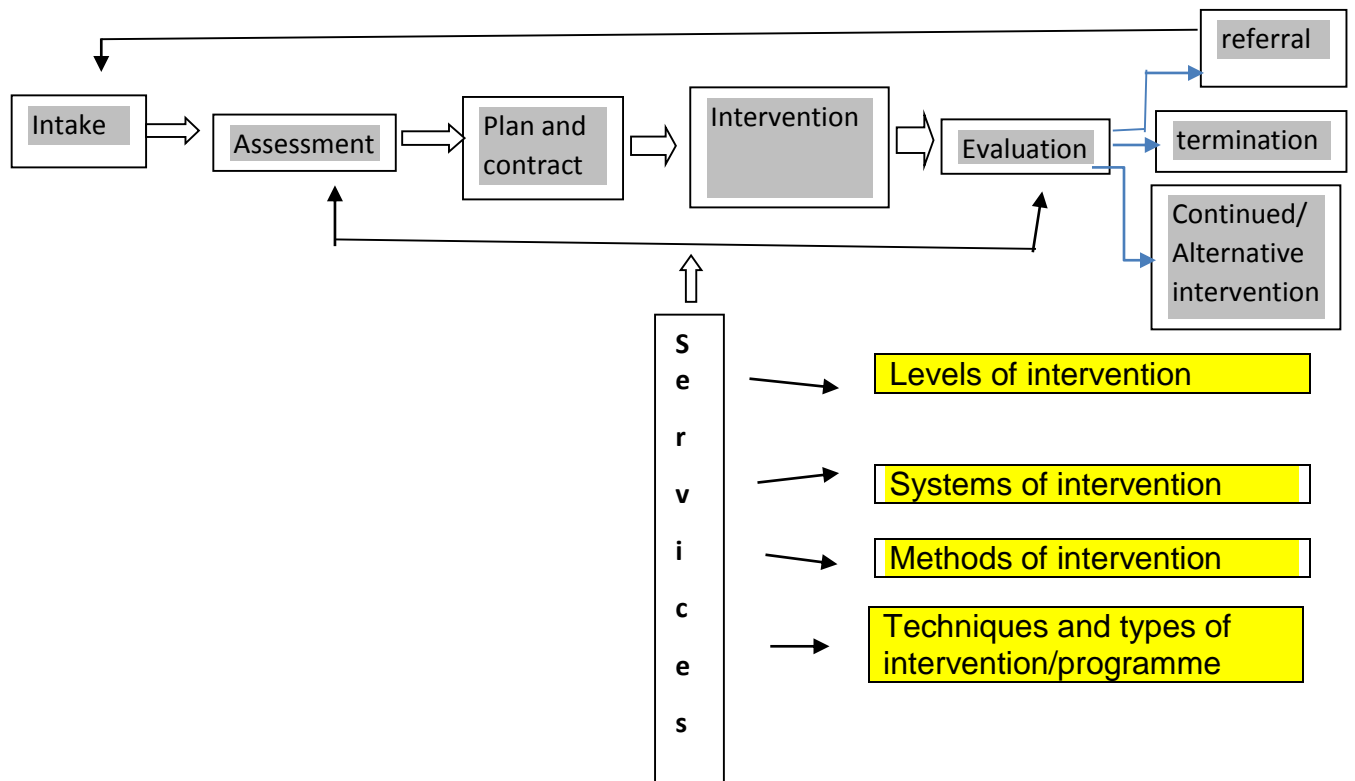 referral
Intake
Assessment
Plan and
contract
Intervention
Evaluation
termination
Continued/
Alternative
intervention
S
e
r
v
i
c
e
s
Levels of intervention
Systems of intervention
Methods of intervention
Techniques and types of
intervention/programme